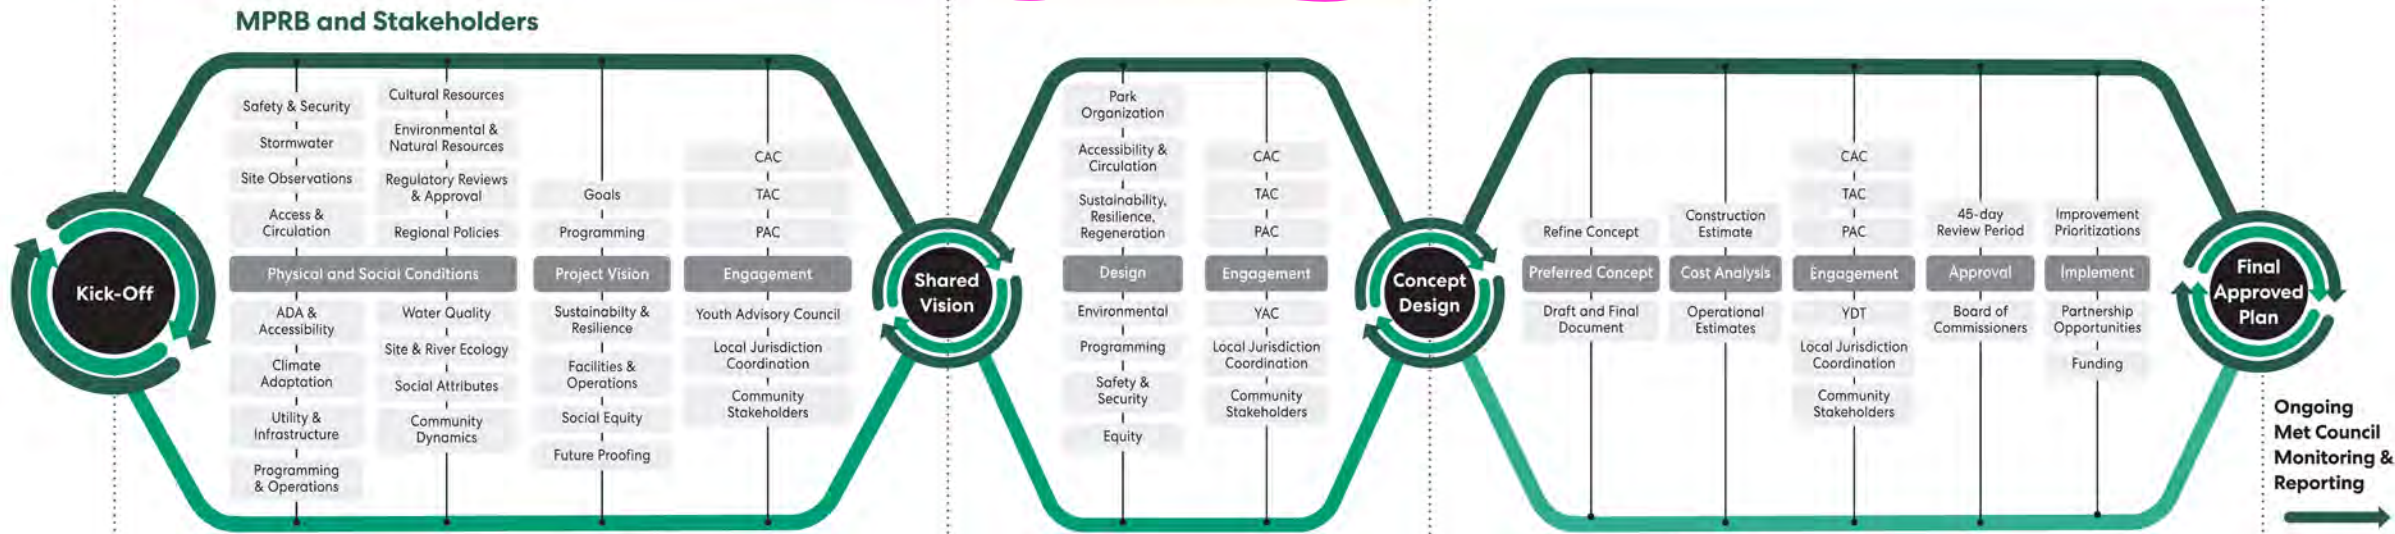 MPRB and Stakeholders
Kick-Off
Safety & Security
Stormwater
Site Observations
Access &
Circulation
Cultural Resources
Environmental &
Natural Resources
Regulatory Reviews
& Approval
Regional Policies
Physical and Social Conditions
ADA &
Accessibility
Climate
Adaptation
Utility &
Infrastructure
Programming
& Operations
Water Quality
Site & River Ecology
Social Attributes
Community
Dynamics
Goals
Programming
Project Vision
Sustainabilty &
Resilience
Facilities &
Operations
Social Equity
Future Proofing
CAC
TAC
PAC
Engagement
Youth Advisory Council
Local Jurisdiction
Coordination
Community
Stakeholders
Shared
Vision
Park
Organization
Accessibility &
Circulation
Sustainability,
Resilience,
Regeneration
Design
Environmental
Programming
Safety &
Security
Equity
CAC
TAC
PAC
Engagement
YAC
Local Jurisdiction
Coordination
Community
Stakeholders
Concept
Design
Refine Concept
Preferred Concept
Draft and Final
Document
Construction
Estimate
Cost Analysis
Operational
Estimates
CAC
TAC
PAC
Engagement
YDT
Local Jurisdiction
Coordination
Community
Stakeholders
45-day
Review Period
Approval
Board of
Commissioners
Improvement
Prioritizations
Implement
Partnership
Opportunities
Funding
Final
Approved
Plan
Ongoing
Met Council
Monitoring &
Reporting